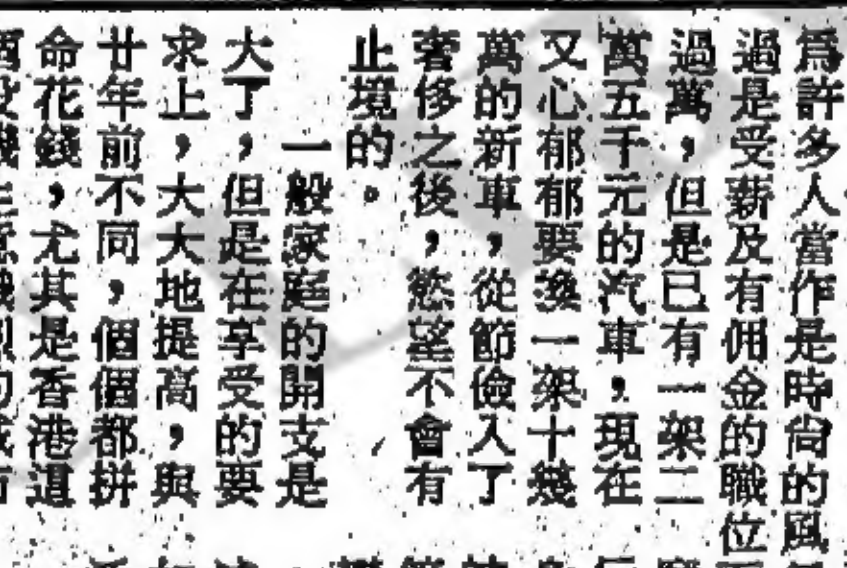 爲許多人當作是時尙的風
過是受薪及有佣金的職位
過萬，但是已有一架二
萬五千元的汽車，現在
又心郁郁要換一架十幾
萬的新車，從節儉入了
奢侈之後，慾望不會有
止境的。
一般家庭的開支是
大了，但是在享受的要
求上，大大地提高，與
廿年前不同，個個都拼
命花錢，尤其是香港這